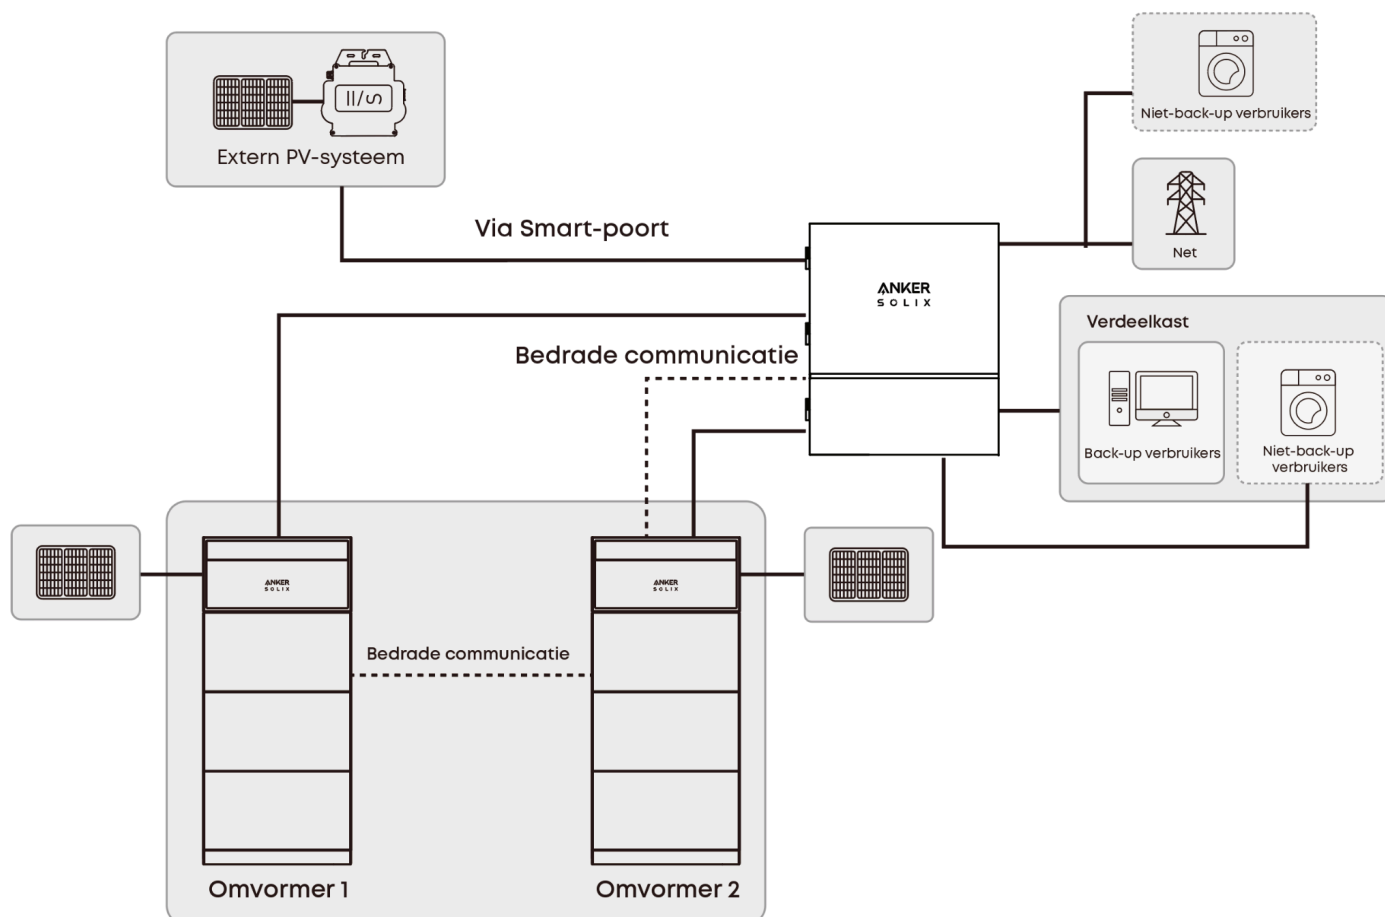 Niet-back-up verbruikers
Extern PV-systeem
Via Smart-poort
Net
ANKER
SOLIX
Verdeelkast
Bedrade communicatie
Back-up verbruikers
Niet-back-up
verbruikers
ANKER
SOLIX
ANKER
SOLIX
Bedrade communicatie
Omvormer 1
Omvormer 2